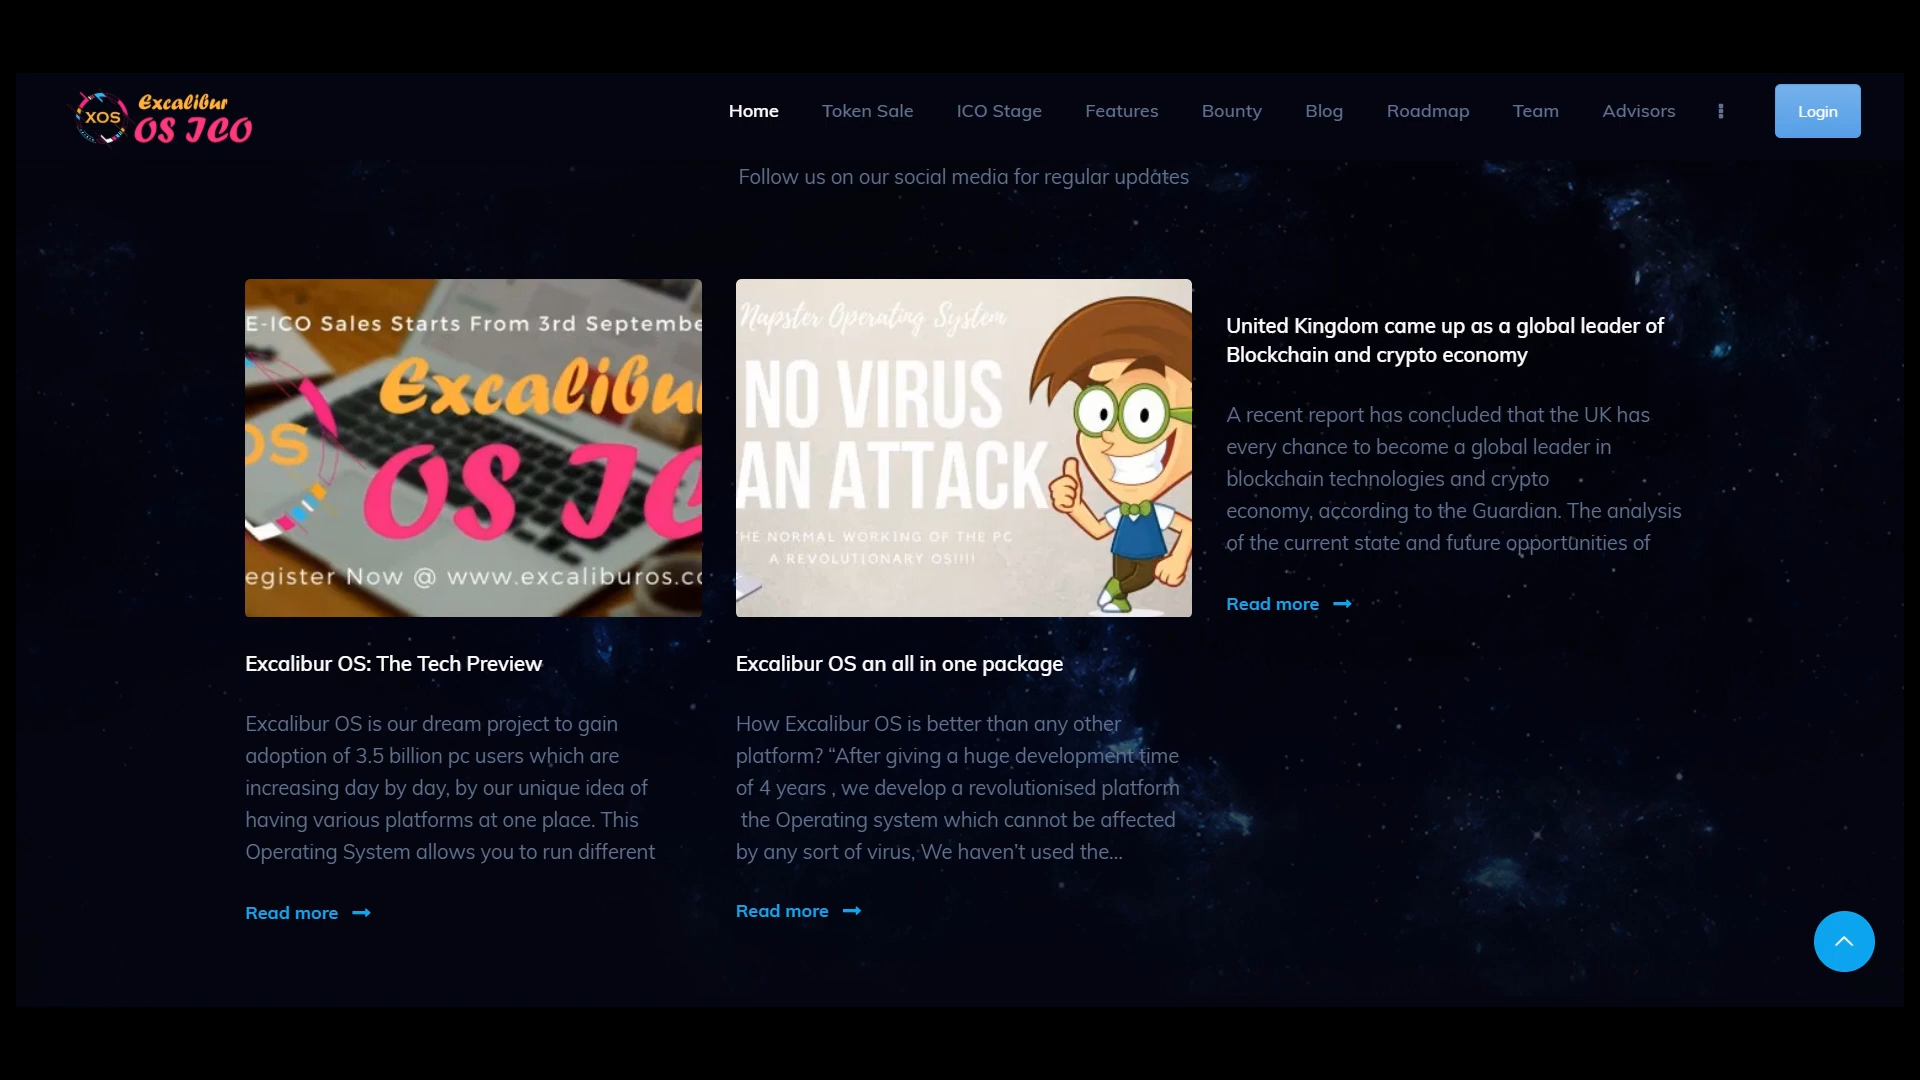 XOS Excalibur
OS ICO
Home Token Sale ICO Stage Features Bounty Blog Roadmap Team Advisors Login
Follow us on our social media for regular updates
E-ICO Sales Starts From 3rd Septembe
Excalibu
OS
OS IC
egister Now @ www.excaliburos.co
Excalibur OS: The Tech Preview
Excalibur OS is our dream project to gain
adoption of 3.5 billion pc users which are
increasing day by day, by our unique idea of
having various platforms at one place. This
Operating System allows you to run different
Read more
Napster Operating System
NO VIRUS
AN ATTACK
HE NORMAL WORKING OF THE PC
A REVOLUTIONARY OS!!!!
Excalibur OS an all in one package
How Excalibur OS is better than any other
platform? “After giving a huge development time
of 4 years , we develop a revolutionised platform
the Operating system which cannot be affected
by any sort of virus, We haven’t used the...
Read more
United Kingdom came up as a global leader of
Blockchain and crypto economy
A recent report has concluded that the UK has
every chance to become a global leader in
blockchain technologies and crypto
economy, according to the Guardian. The analysis
of the current state and future opportunities of
Read more